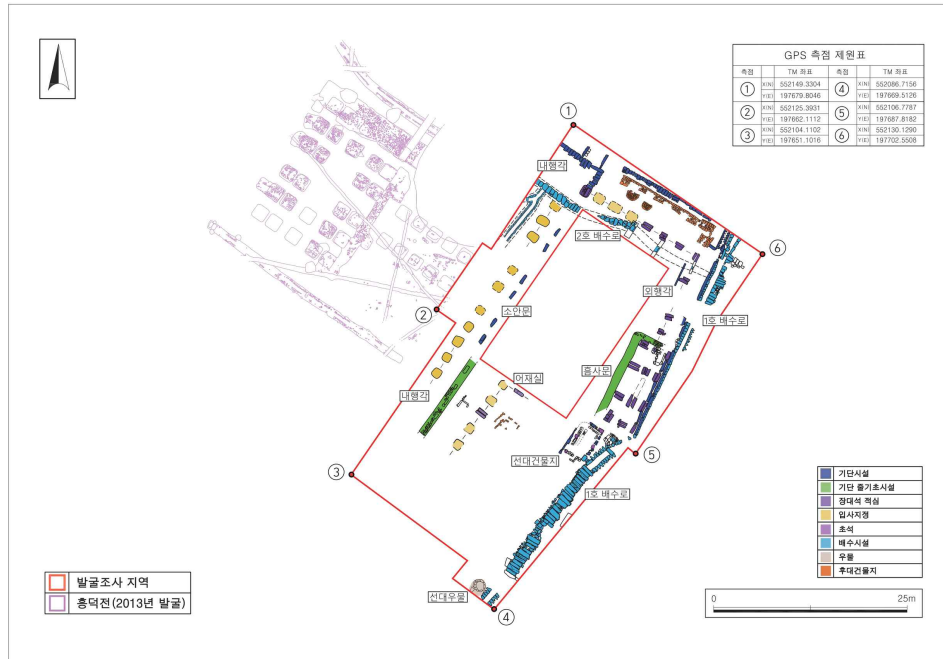 GPS 측점 제원표
측점 TM 좌표 측점 TM 좌표
① X(N) 552149.3304 ④ X(N) 552086.7156
Y(E) 197679.8046 Y(E) 197669.5126
② X(N) 552125.3931 ⑤ X(N) 552106.7787
Y(E) 197662.1112 Y(E) 197687.8182
③ X(N) 552104.1102 ⑥ X(N) 552130.1290
Y(E) 197651.1016 Y(E) 197702.5508
①
내행각
2호 배수로
⑥
외행각
②
소안문
1호 배수로
흥사문
어재실
내행각
선대건물지
⑤
③
1호 배수로
선대우물
④
기단시설
기단 줄기초시설
장대석 적심
입사지정
초석
배수시설
우물
후대건물지
발굴조사 지역
흥덕전(2013년 발굴)
0 25m